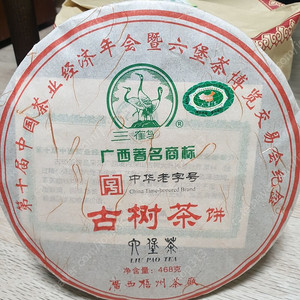 第十届中国茶业经济年会暨六堡茶博览交易会纪念
三鹤®
广西著名商标
中华老字号
China Time-honored Brand
古树茶饼
六堡茶
LIU PAO TEA
净含量:468克
广西梧州茶厂